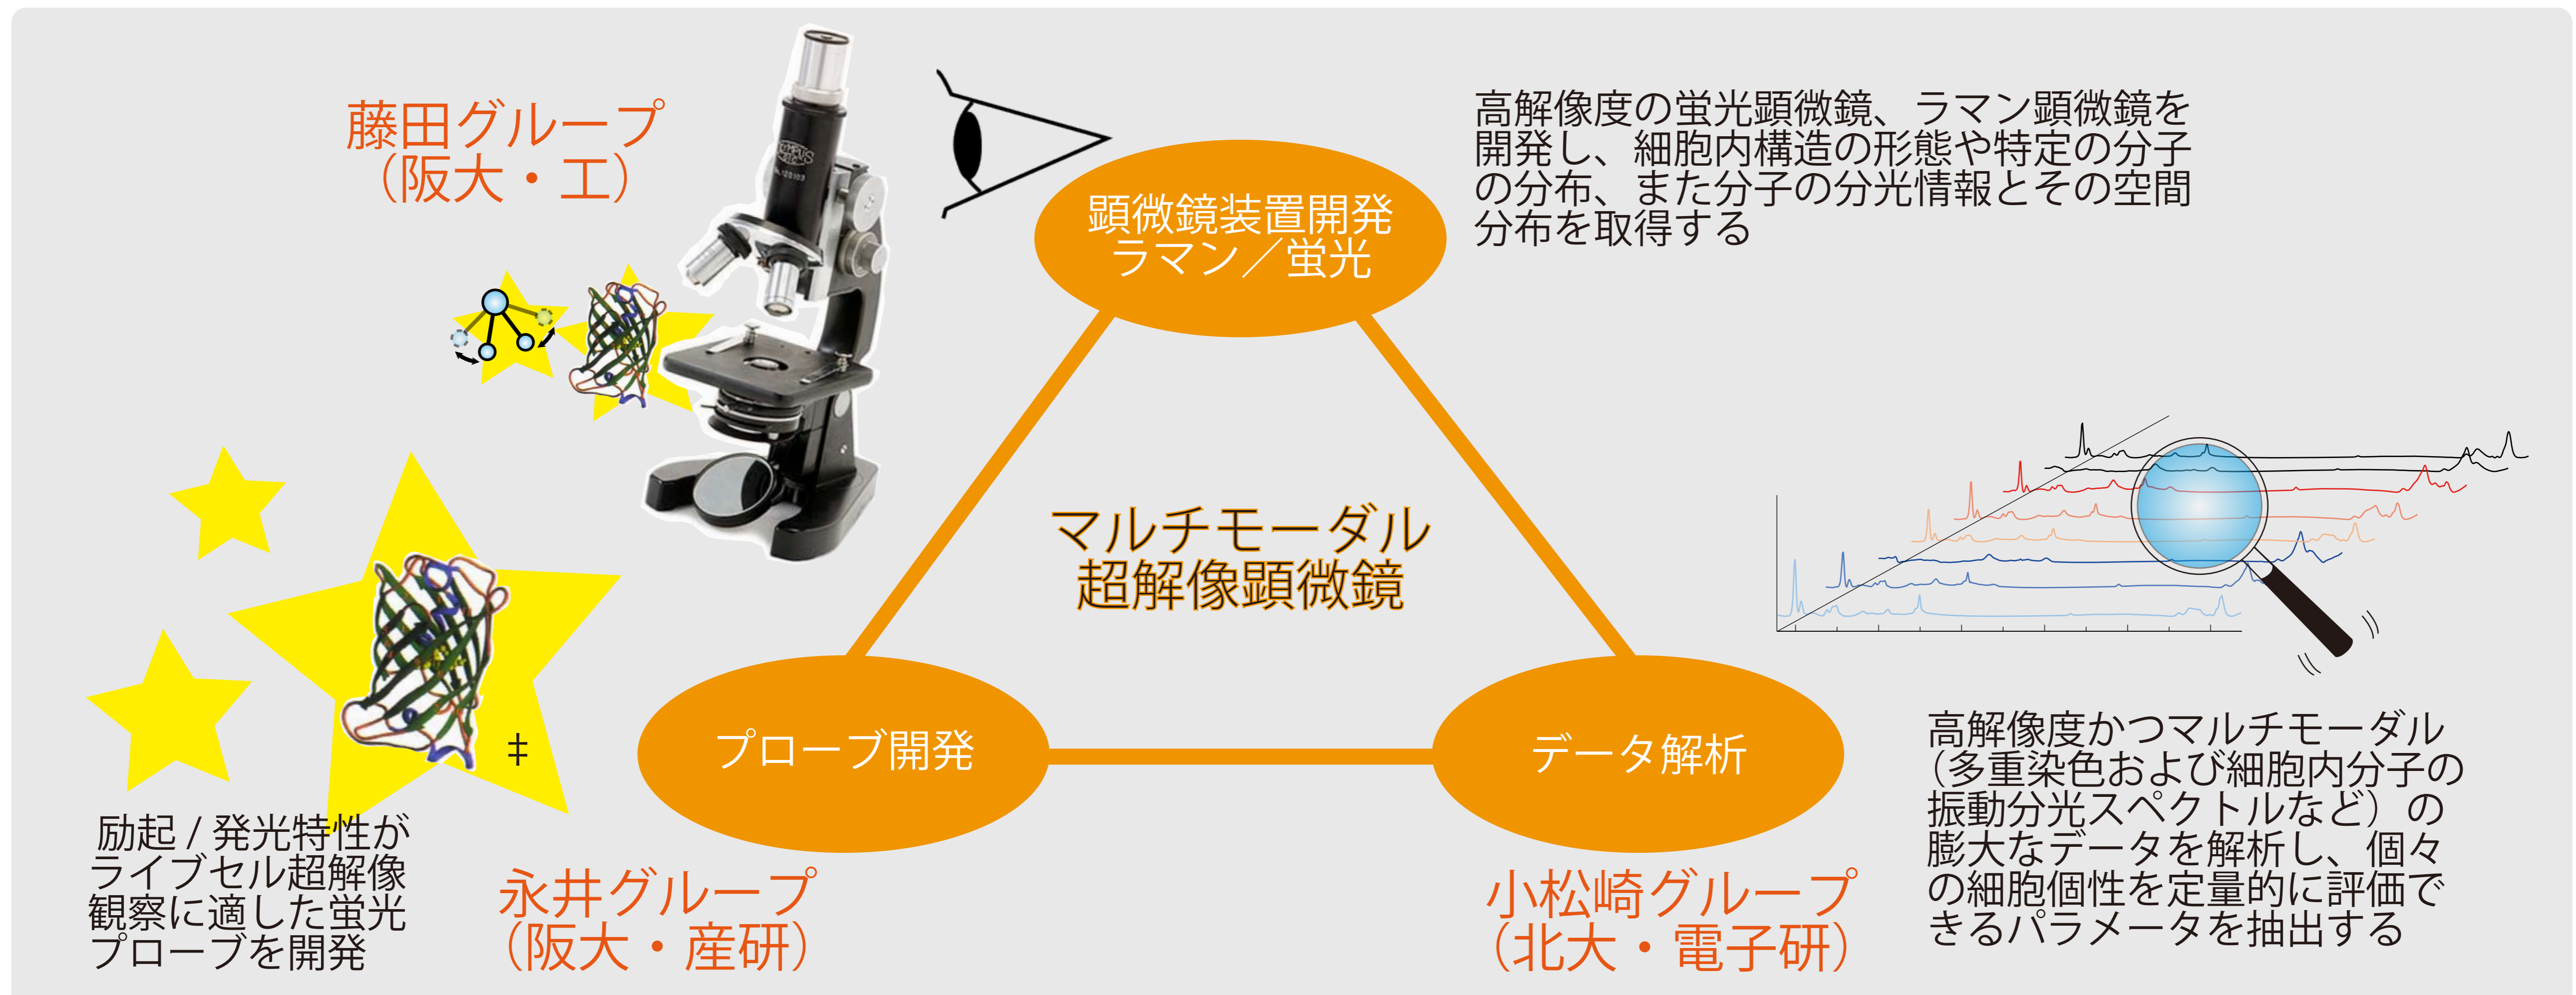 藤田グループ
（阪大・工）
顕微鏡装置開発
ラマン／蛍光
高解像度の蛍光顕微鏡、ラマン顕微鏡を
開発し、細胞内構造の形態や特定の分子
の分布、また分子の分光情報とその空間
分布を取得する
マルチモーダル
超解像顕微鏡
プローブ開発
データ解析
‡
励起 / 発光特性が
ライブセル超解像
観察に適した蛍光
プローブを開発
永井グループ
（阪大・産研）
小松崎グループ
（北大・電子研）
高解像度かつマルチモーダル
（多重染色および細胞内分子の
振動分光スペクトルなど）の
膨大なデータを解析し、個々
の細胞個性を定量的に評価で
きるパラメータを抽出する